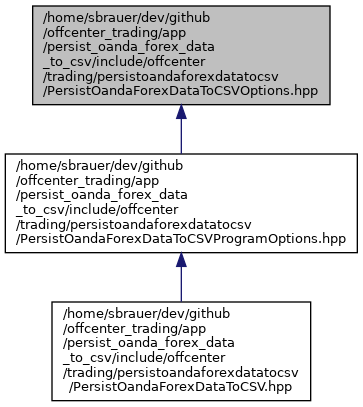 /home/sbrauer/dev/github
/offcenter_trading/app
/persist_oanda_forex_data
_to_csv/include/offcenter
/trading/persistoandaforexdatatocsv
/PersistOandaForexDataToCSVOptions.hpp
/home/sbrauer/dev/github
/offcenter_trading/app
/persist_oanda_forex_data
_to_csv/include/offcenter
/trading/persistoandaforexdatatocsv
/PersistOandaForexDataToCSVProgramOptions.hpp
/home/sbrauer/dev/github
/offcenter_trading/app
/persist_oanda_forex_data
_to_csv/include/offcenter
/trading/persistoandaforexdatatocsv
/PersistOandaForexDataToCSV.hpp